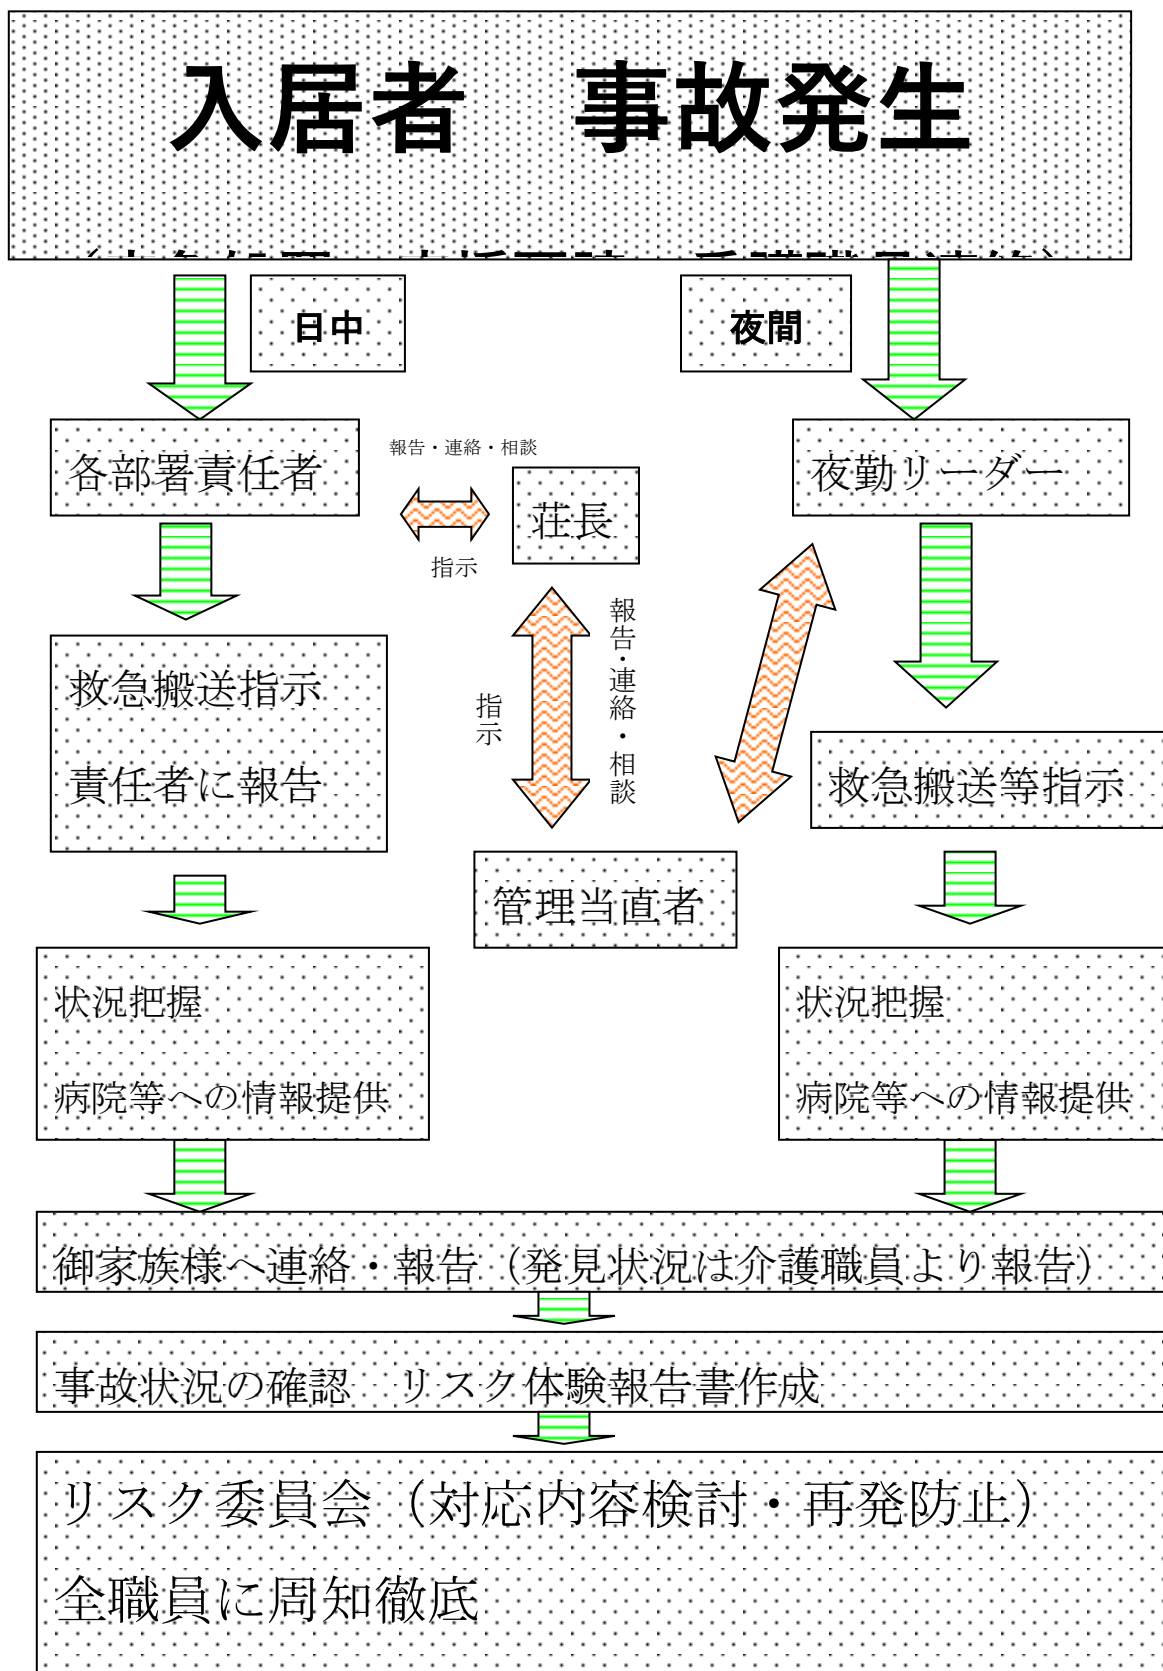 入居者　事故発生
日中
夜間
各部署責任者
報告・連絡・相談
荘長
指示
夜勤リーダー
救急搬送指示
責任者に報告
指示
報告・連絡・相談
救急搬送等指示
管理当直者
状況把握
病院等への情報提供
状況把握
病院等への情報提供
御家族様へ連絡・報告（発見状況は介護職員より報告）
事故状況の確認　リスク体験報告書作成
リスク委員会（対応内容検討・再発防止）
全職員に周知徹底